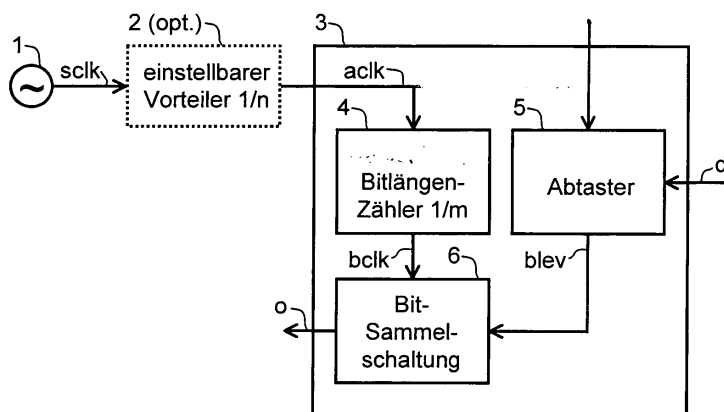 2 (opt.)
3
1
sclk
einstellbarer
Vorteiler 1/n
aclk
4
5
Bitlängen-
Zähler 1/m
Abtaster
d
bclk
6
blev
o
Bit-
Sammel-
schaltung